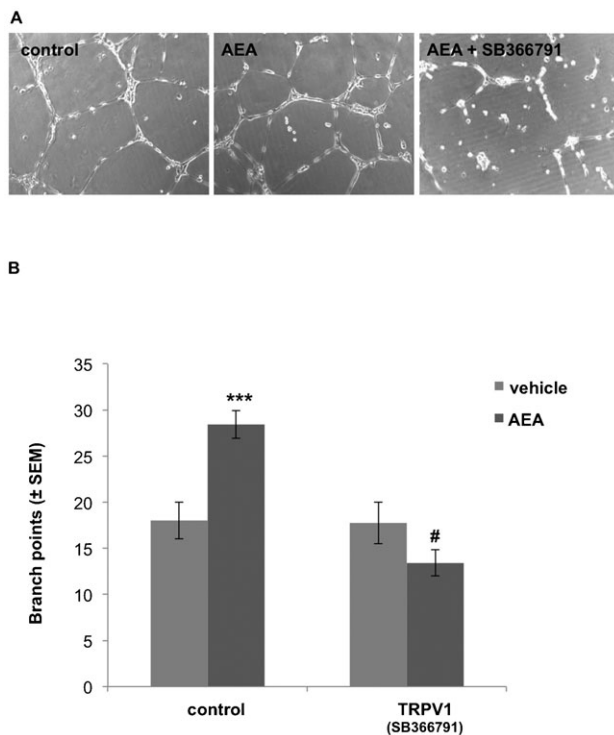 A
control
AEA
AEA + SB366791
B
35
30
25
20
15
10
5
0
Branch points (± SEM)
***
#
vehicle
AEA
control
TRPV1
(SB366791)